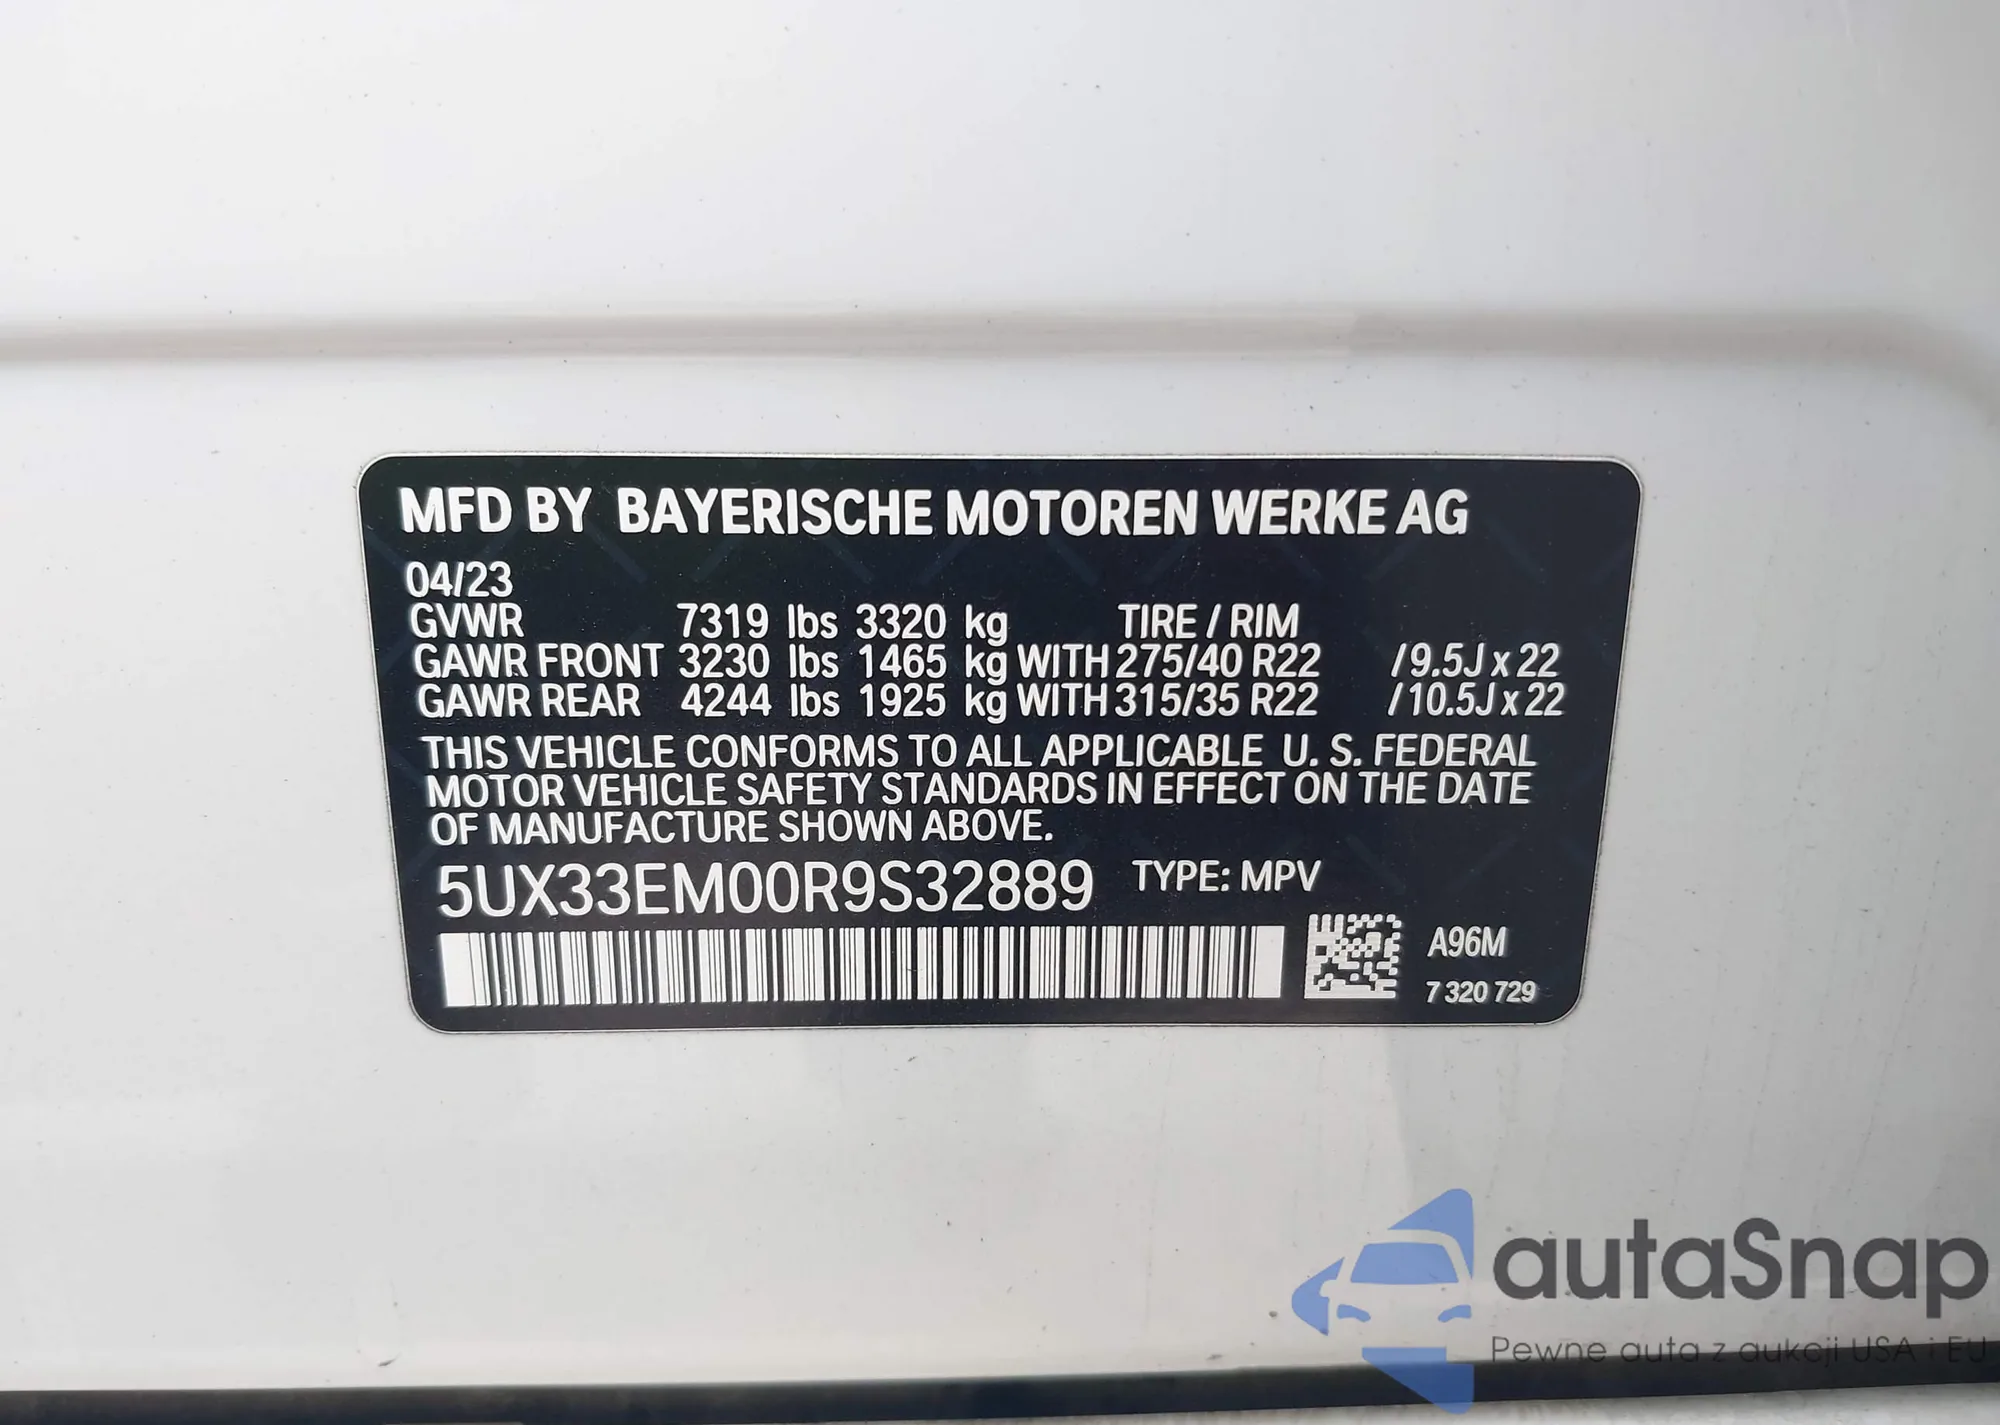 MFD BY BAYERISCHE MOTOREN WERKE AG
04/23
GVWR 7319 lbs 3320 kg TIRE / RIM
GAWR FRONT 3230 lbs 1465 kg WITH 275/40 R22 /9.5J x 22
GAWR REAR 4244 lbs 1925 kg WITH 315/35 R22 /10.5J x 22
THIS VEHICLE CONFORMS TO ALL APPLICABLE U. S. FEDERAL
MOTOR VEHICLE SAFETY STANDARDS IN EFFECT ON THE DATE
OF MANUFACTURE SHOWN ABOVE.
5UX33EM00R9S32889 TYPE: MPV
A96M
7 320 729
autaSnap
Pewne auta z aukcji USA i EU